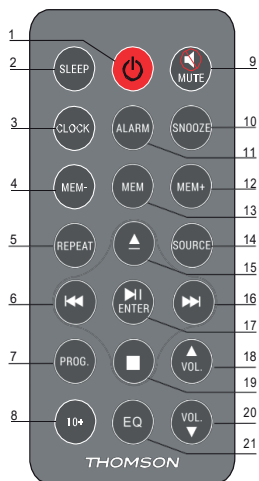 1
2 SLEEP MUTE 9
3 CLOCK ALARM SNOOZE 10
11
4 MEM- MEM MEM+ 12
13
5 REPEAT SOURCE 14
15
6 ENTER 16
17
7 PROG. VOL. 18
19
8 10+ EQ VOL. 20
21
THOMSON